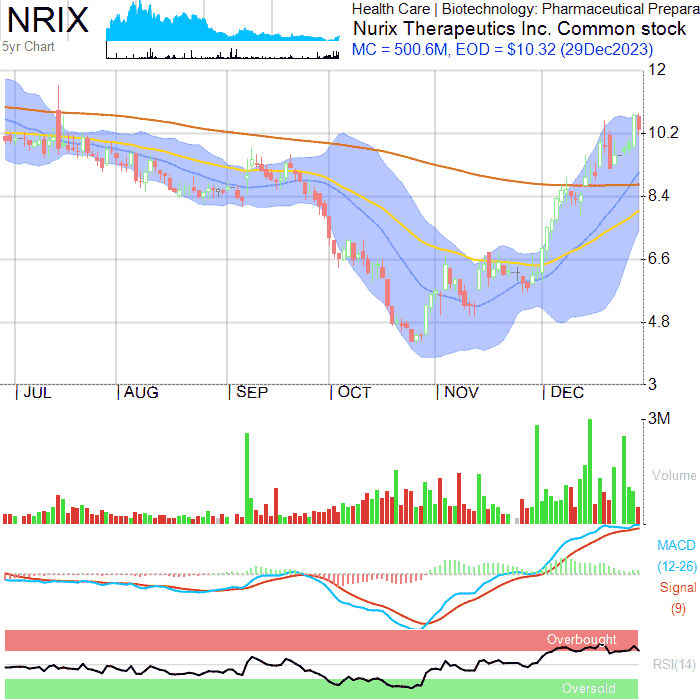 NRIX
5yr Chart
Health Care | Biotechnology: Pharmaceutical Prepara
Nurix Therapeutics Inc. Common stock
MC = 500.6M, EOD = $10.32 (29Dec2023)
12
10.2
8.4
6.6
4.8
3
JUL
AUG
SEP
OCT
NOV
DEC
3M
Volume
MACD
(12-26)
Signal
(9)
Overbought
RSI(14)
Oversold